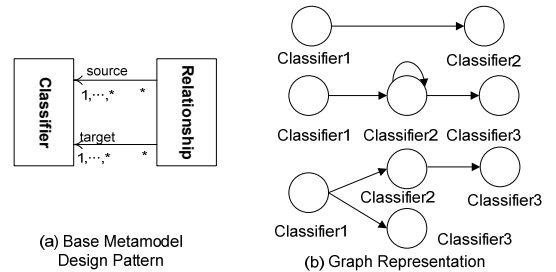 Classifier
source
1,...,*
*
target
1,...,*
*
Relationship
(a) Base Metamodel
Design Pattern
Classifier1
Classifier2
Classifier1
Classifier2
Classifier3
Classifier1
Classifier2
Classifier3
Classifier3
(b) Graph Representation